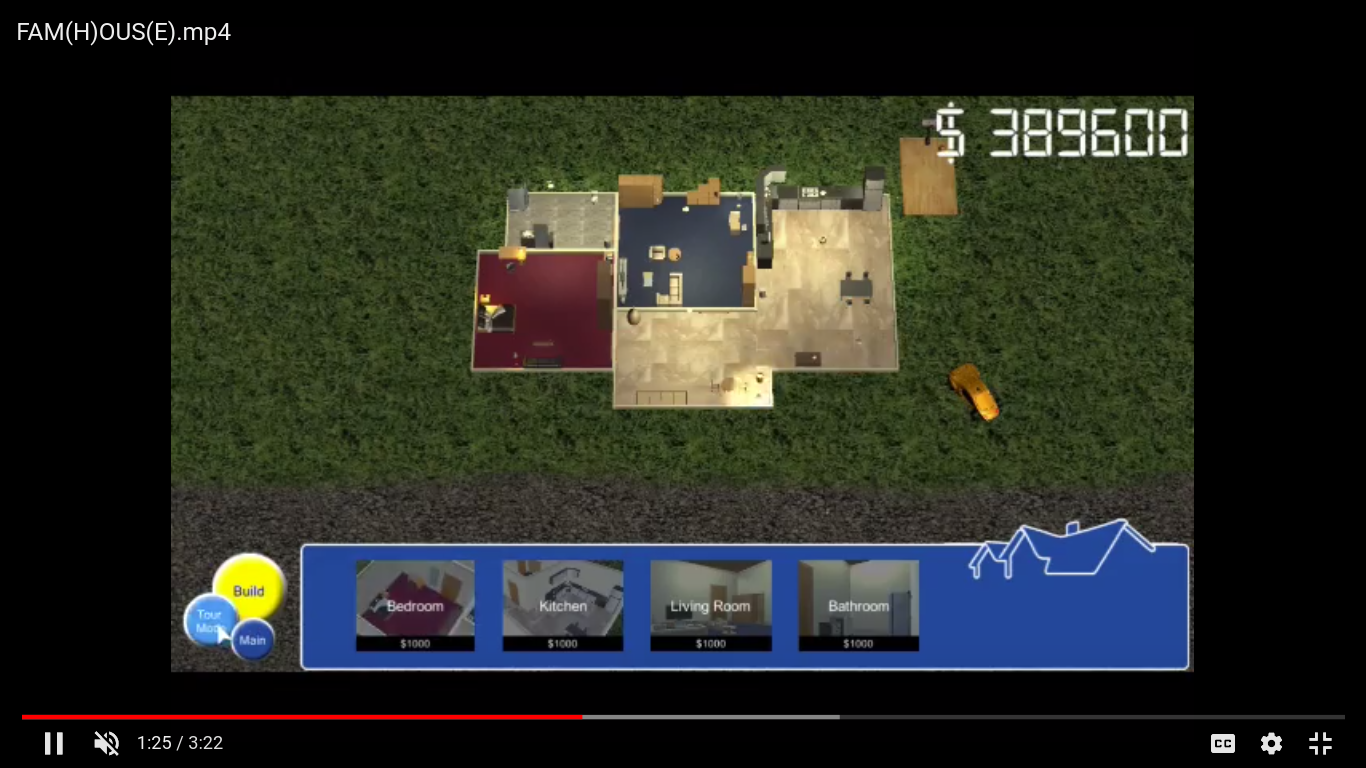 FAM(H)OUS(E).mp4
$ 389600
Build
Tour
Mode
Main
Bedroom
Kitchen
Living Room
Bathroom
$1000
$1000
$1000
$1000
1:25 / 3:22
CC